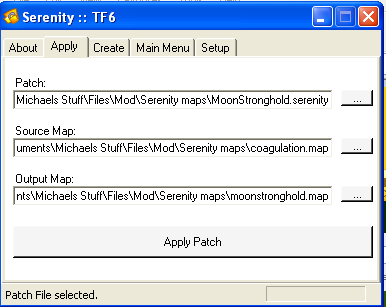 Serenity :: TF6
About Apply Create Main Menu Setup
Patch:
Michaels Stuff\Files\Mod\Serenity maps\MoonStronghold.serenity
...
Source Map:
uments\Michaels Stuff\Files\Mod\Serenity maps\coagulation.map
...
Output Map:
nts\Michaels Stuff\Files\Mod\Serenity maps\moonstronghold.map
...
Apply Patch
Patch File selected.